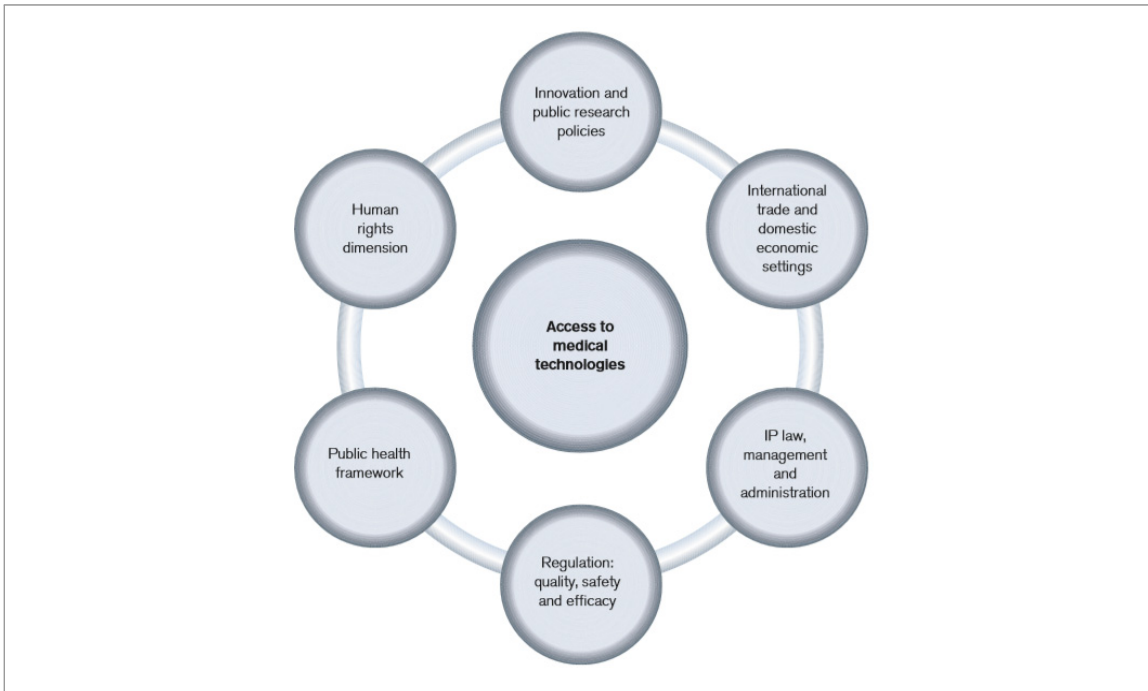 Innovation and
public research
policies
International
trade and
domestic
economic
settings
Human
rights
dimension
Access to
medical
technologies
IP law,
management
and
administration
Public health
framework
Regulation:
quality, safety
and efficacy